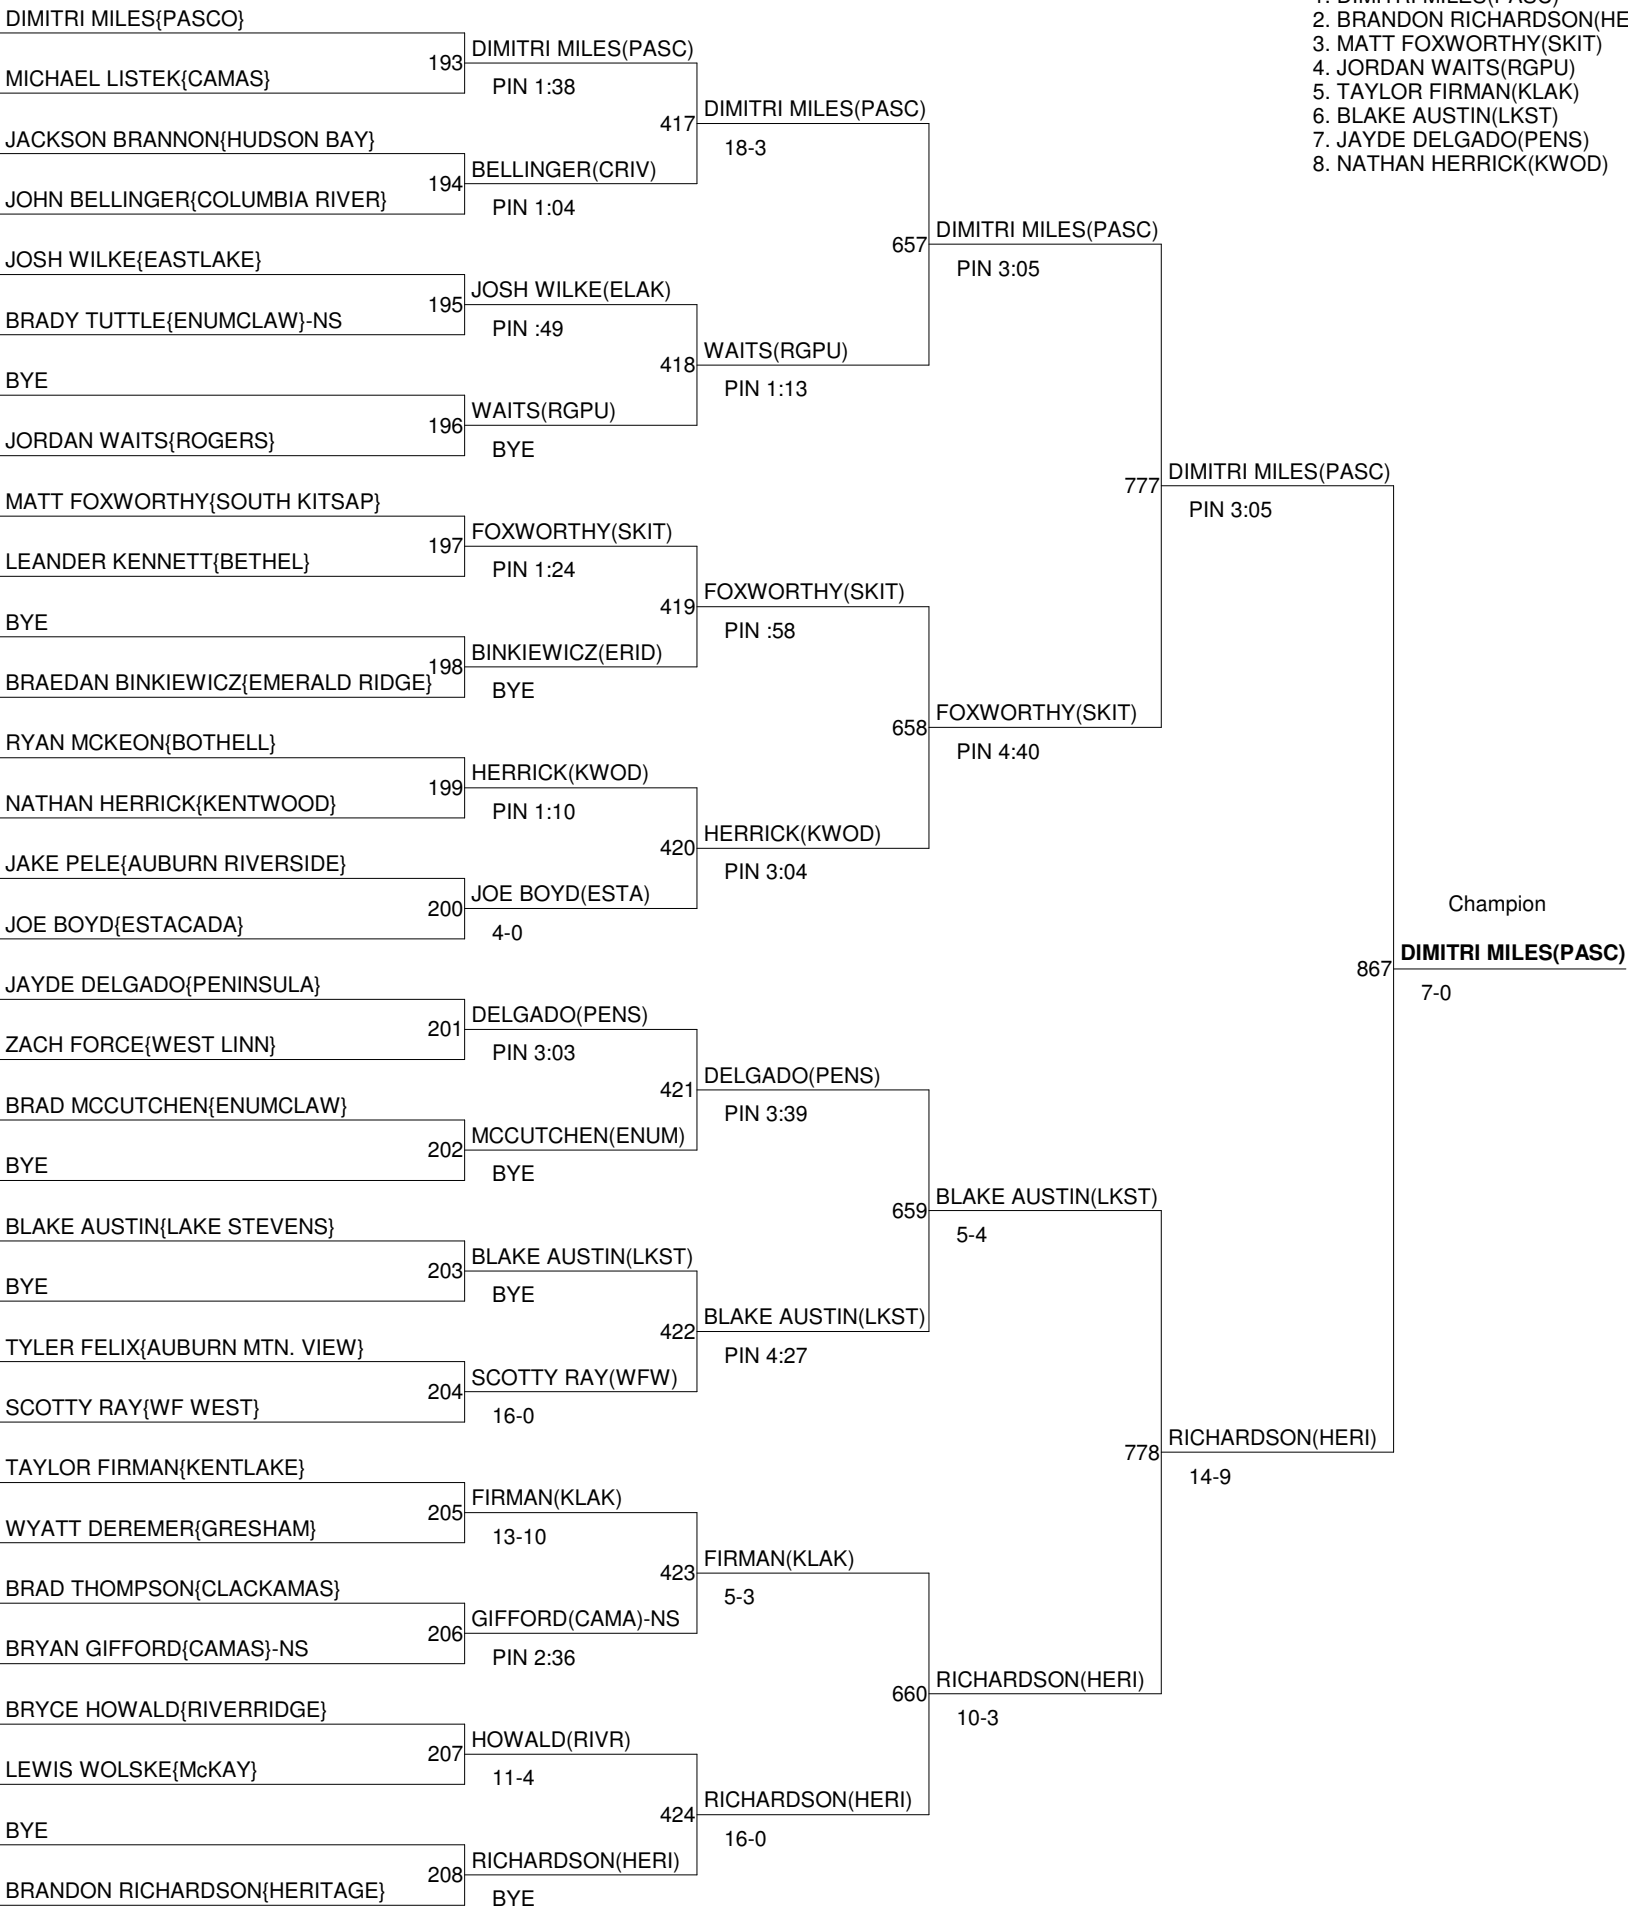 1. DIMITRI MILES(PASC)
2. BRANDON RICHARDSON(HE
3. MATT FOXWORTHY(SKIT)
4. JORDAN WAITS(RGPU)
5. TAYLOR FIRMAN(KLAK)
6. BLAKE AUSTIN(LKST)
7. JAYDE DELGADO(PENS)
8. NATHAN HERRICK(KWOD)
DIMITRI MILES{PASCO}
MICHAEL LISTEK{CAMAS}
JACKSON BRANNON{HUDSON BAY}
JOHN BELLINGER{COLUMBIA RIVER}
JOSH WILKE{EASTLAKE}
BRADY TUTTLE{ENUMCLAW}-NS
BYE
JORDAN WAITS{ROGERS}
MATT FOXWORTHY{SOUTH KITSAP}
LEANDER KENNETT{BETHEL}
BYE
BRAEDAN BINKIEWICZ{EMERALD RIDGE}
RYAN MCKEON{BOTHELL}
NATHAN HERRICK{KENTWOOD}
JAKE PELE{AUBURN RIVERSIDE}
JOE BOYD{ESTACADA}
JAYDE DELGADO{PENINSULA}
ZACH FORCE{WEST LINN}
BRAD MCCUTCHEN{ENUMCLAW}
BYE
BLAKE AUSTIN{LAKE STEVENS}
BYE
TYLER FELIX{AUBURN MTN. VIEW}
SCOTTY RAY{WF WEST}
TAYLOR FIRMAN{KENTLAKE}
WYATT DEREMER{GRESHAM}
BRAD THOMPSON{CLACKAMAS}
BRYAN GIFFORD{CAMAS}-NS
BRYCE HOWALD{RIVERRIDGE}
LEWIS WOLSKE{McKAY}
BYE
BRANDON RICHARDSON{HERITAGE}
193 DIMITRI MILES(PASC)
PIN 1:38
194 BELLINGER(CRIV)
PIN 1:04
195 JOSH WILKE(ELAK)
PIN :49
196 WAITS(RGPU)
BYE
197 FOXWORTHY(SKIT)
PIN 1:24
198 BINKIEWICZ(ERID)
BYE
199 HERRICK(KWOD)
PIN 1:10
200 JOE BOYD(ESTA)
4-0
201 DELGADO(PENS)
PIN 3:03
202 MCCUTCHEN(ENUM)
BYE
203 BLAKE AUSTIN(LKST)
BYE
204 SCOTTY RAY(WFW)
16-0
205 FIRMAN(KLAK)
13-10
206 GIFFORD(CAMA)-NS
PIN 2:36
207 HOWALD(RIVR)
11-4
208 RICHARDSON(HERI)
BYE
417 DIMITRI MILES(PASC)
18-3
418 WAITS(RGPU)
PIN 1:13
419 FOXWORTHY(SKIT)
PIN :58
420 HERRICK(KWOD)
PIN 3:04
421 DELGADO(PENS)
PIN 3:39
422 BLAKE AUSTIN(LKST)
PIN 4:27
423 FIRMAN(KLAK)
5-3
424 RICHARDSON(HERI)
16-0
657 DIMITRI MILES(PASC)
PIN 3:05
658 FOXWORTHY(SKIT)
PIN 4:40
659 BLAKE AUSTIN(LKST)
5-4
660 RICHARDSON(HERI)
10-3
777 DIMITRI MILES(PASC)
PIN 3:05
778 RICHARDSON(HERI)
14-9
Champion
867 DIMITRI MILES(PASC)
7-0